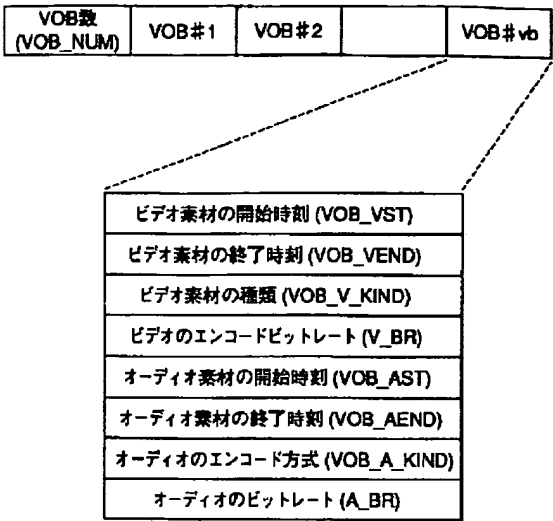 VOB数
(VOB_NUM)
VOB#1
VOB#2
VOB#vb
ビデオ素材の開始時刻 (VOB_VST)
ビデオ素材の終了時刻 (VOB_VEND)
ビデオ素材の種類 (VOB_V_KIND)
ビデオのエンコードビットレート (V_BR)
オーディオ素材の開始時刻 (VOB_AST)
オーディオ素材の終了時刻 (VOB_AEND)
オーディオのエンコード方式 (VOB_A_KIND)
オーディオのビットレート (A_BR)